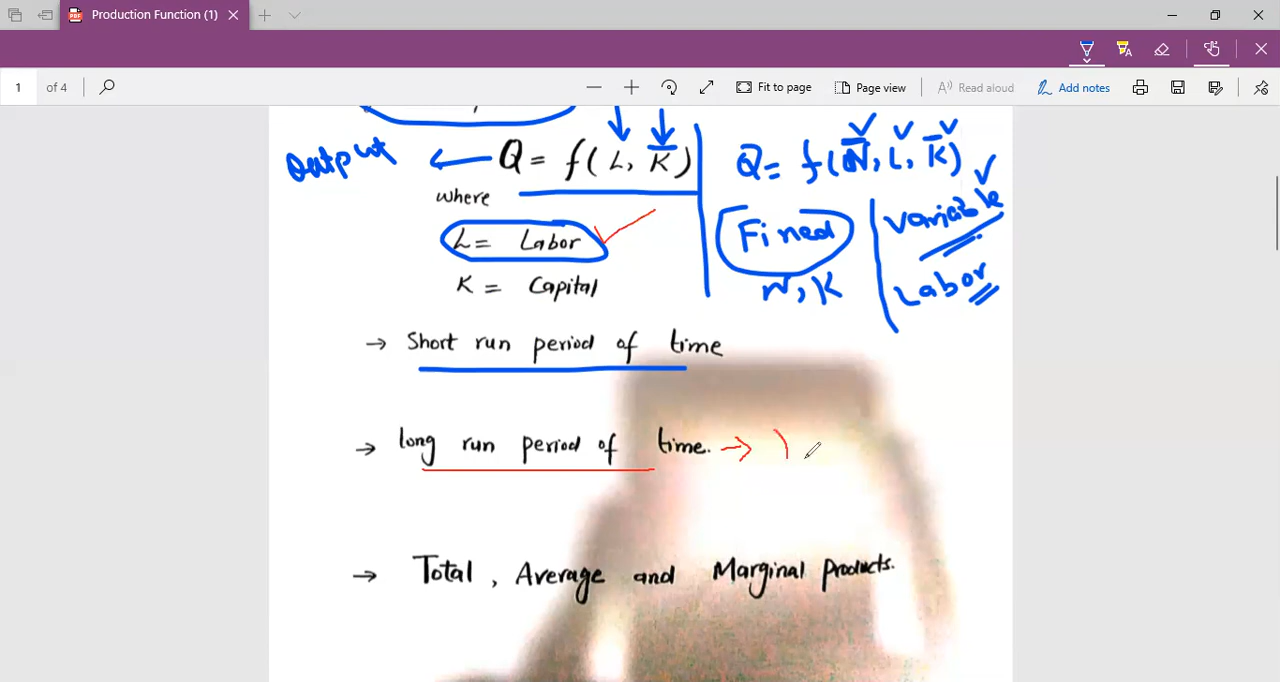 Production Function (1)
1 of 4
Fit to page
Page view
Read aloud
Add notes
Output
Q = f( L, K̅ )
where
L = Labor
K = Capital
Q = f( N̅, L, K̅ )
Fined
N, K
Variable
Labor
→ Short run period of time
→ long run period of time. →
→ Total, Average and Marginal Products.